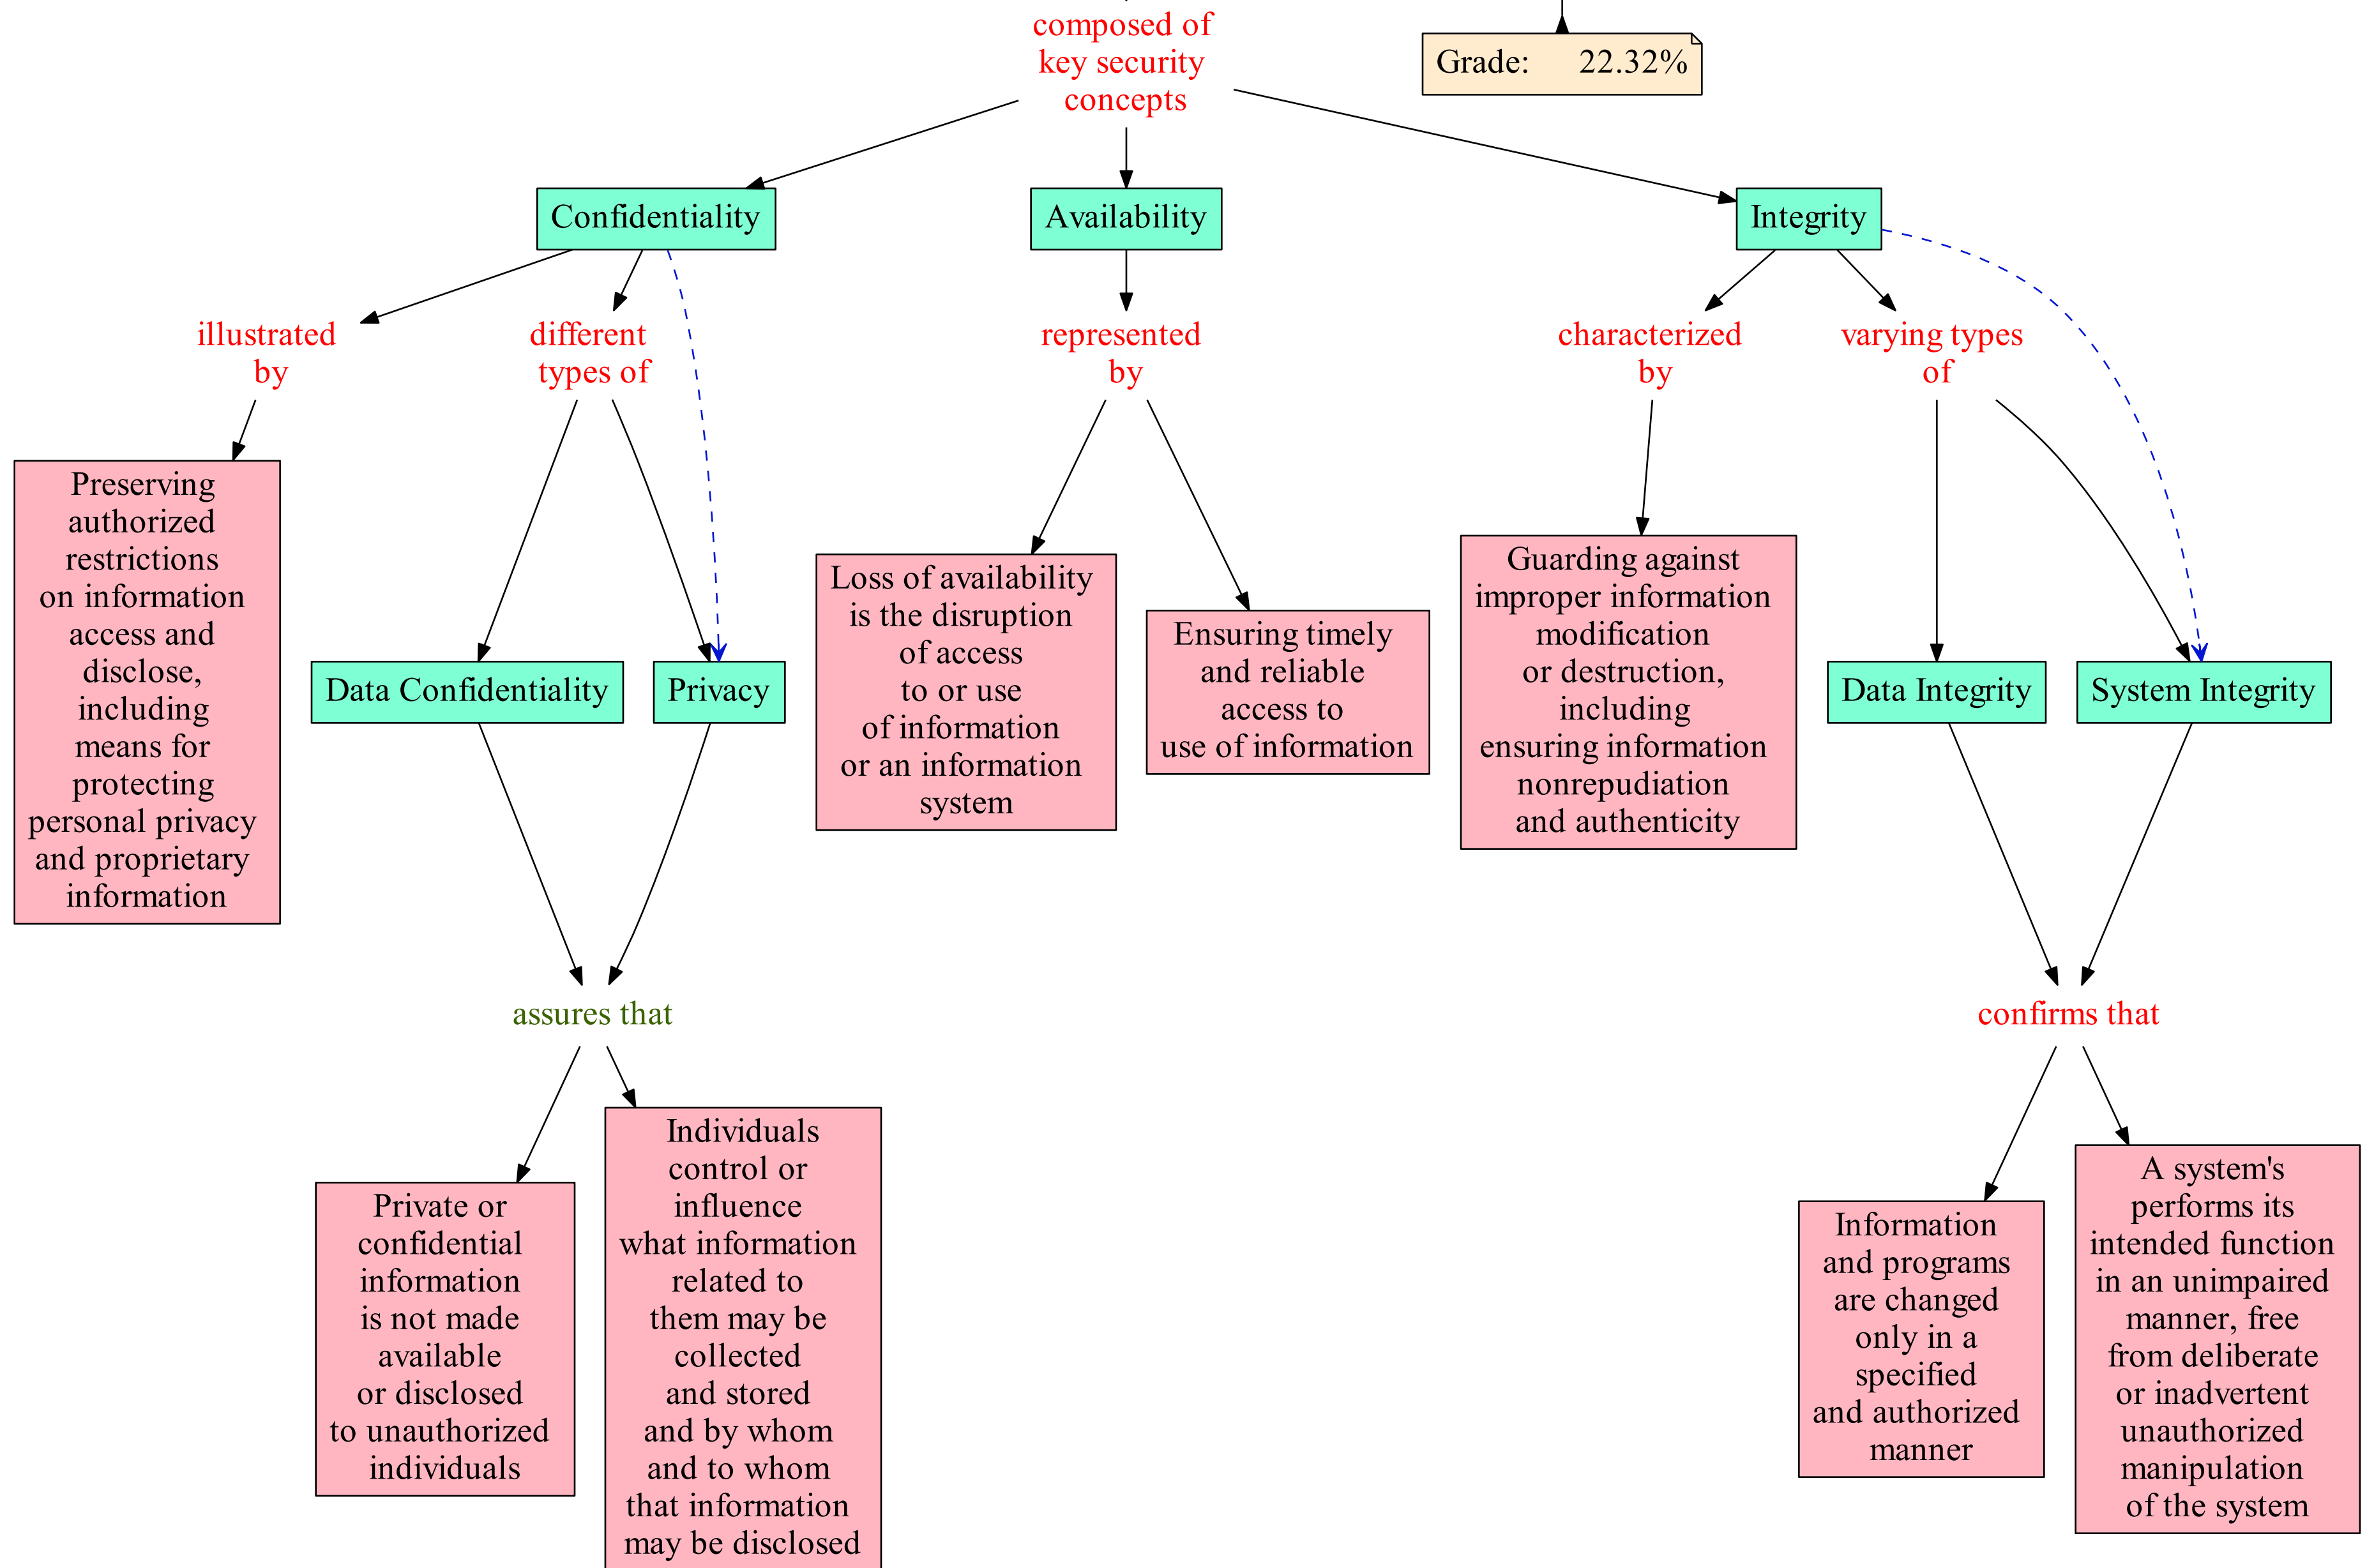 composed of
key security
concepts
Grade: 22.32%
Confidentiality
Availability
Integrity
illustrated
by
different
types of
represented
by
characterized
by
varying types
of
Preserving
authorized
restrictions
on information
access and
disclose,
including
means for
protecting
personal privacy
and proprietary
information
Data Confidentiality
Privacy
Loss of availability
is the disruption
of access
to or use
of information
or an information
system
Ensuring timely
and reliable
access to
use of information
Guarding against
improper information
modification
or destruction,
including
ensuring information
nonrepudiation
and authenticity
Data Integrity
System Integrity
assures that
confirms that
Private or
confidential
information
is not made
available
or disclosed
to unauthorized
individuals
Individuals
control or
influence
what information
related to
them may be
collected
and stored
and by whom
and to whom
that information
may be disclosed
Information
and programs
are changed
only in a
specified
and authorized
manner
A system's
performs its
intended function
in an unimpaired
manner, free
from deliberate
or inadvertent
unauthorized
manipulation
of the system